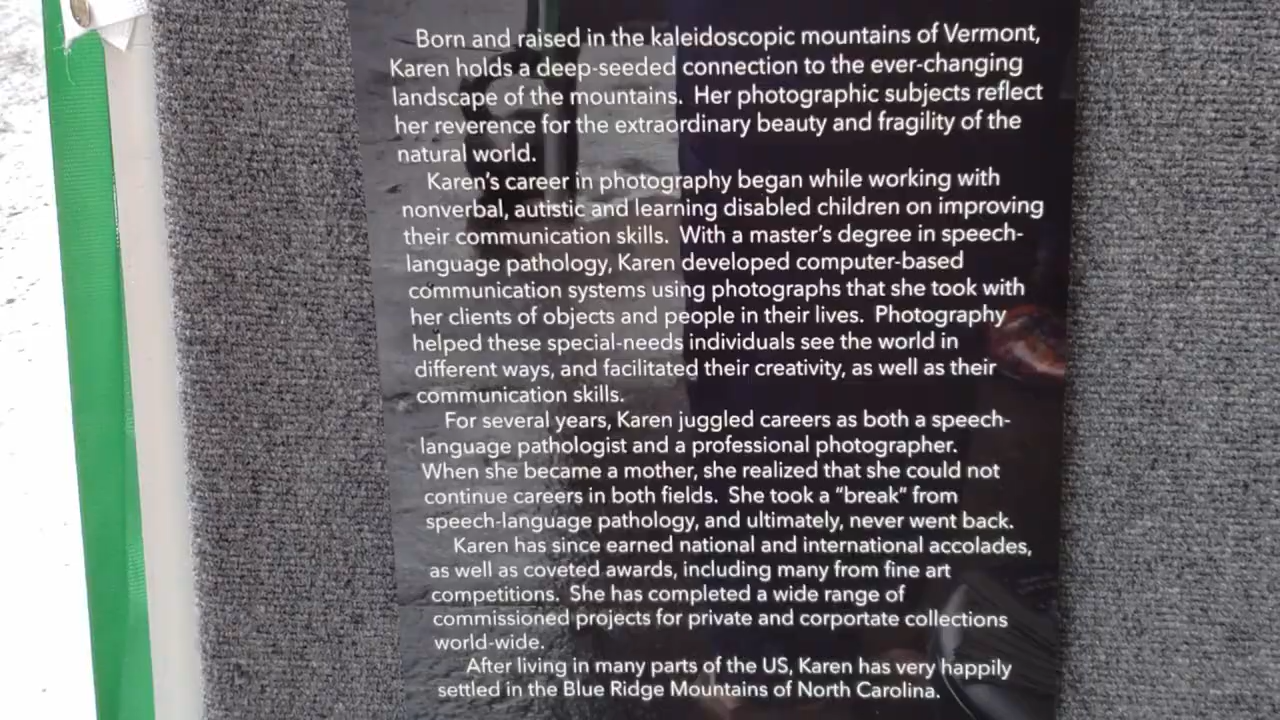 Born and raised in the kaleidoscopic mountains of Vermont,
Karen holds a deep-seeded connection to the ever-changing
landscape of the mountains. Her photographic subjects reflect
her reverence for the extraordinary beauty and fragility of the
natural world.
Karen's career in photography began while working with
nonverbal, autistic and learning disabled children on improving
their communication skills. With a master's degree in speech-
language pathology, Karen developed computer-based
communication systems using photographs that she took with
her clients of objects and people in their lives. Photography
helped these special-needs individuals see the world in
different ways, and facilitated their creativity, as well as their
communication skills.
For several years, Karen juggled careers as both a speech-
language pathologist and a professional photographer.
When she became a mother, she realized that she could not
continue careers in both fields. She took a "break" from
speech-language pathology, and ultimately, never went back.
Karen has since earned national and international accolades,
as well as coveted awards, including many from fine art
competitions. She has completed a wide range of
commissioned projects for private and corportate collections
world-wide.
After living in many parts of the US, Karen has very happily
settled in the Blue Ridge Mountains of North Carolina.